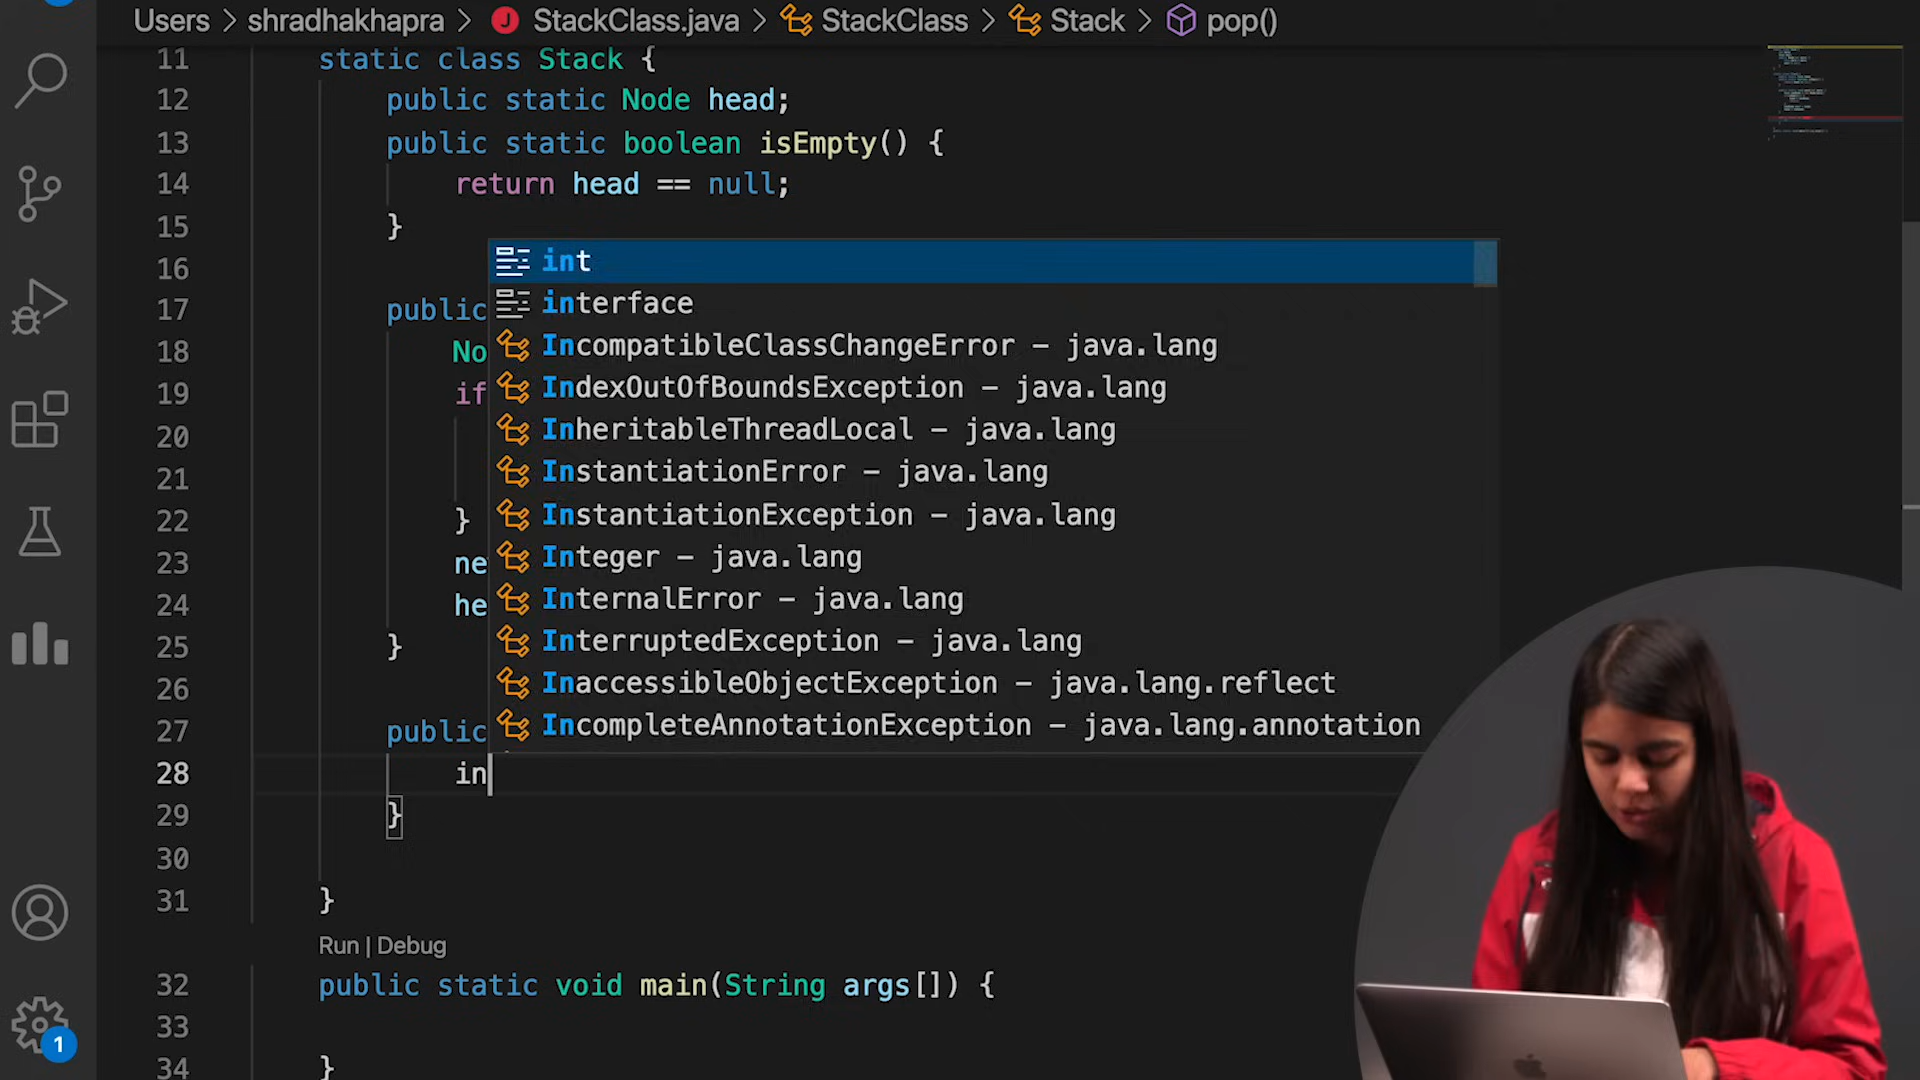 Users > shradhakhapra > J StackClass.java > StackClass > Stack > pop()
11 static class Stack {
12 public static Node head;
13 public static boolean isEmpty() {
14 return head == null;
15 }
16
17 public
18 No
19 if
20
21
22 }
23 ne
24 he
25 }
26
27 public
28 in
29 }
30
31 }
int
interface
IncompatibleClassChangeError – java.lang
IndexOutOfBoundsException – java.lang
InheritableThreadLocal – java.lang
InstantiationError – java.lang
InstantiationException – java.lang
Integer – java.lang
InternalError – java.lang
InterruptedException – java.lang
InaccessibleObjectException – java.lang.reflect
IncompleteAnnotationException – java.lang.annotation
Run | Debug
32 public static void main(String args[]) {
33
34 }
1